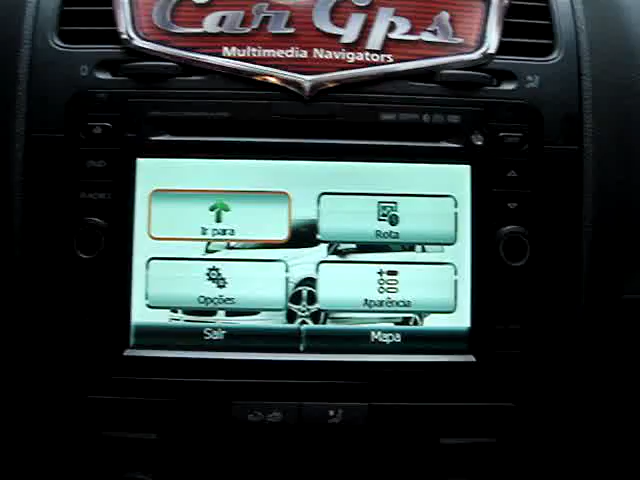 Car Gps
Multimedia Navigators
Ir para
Rota
Opções
Aparência
Sair
Mapa